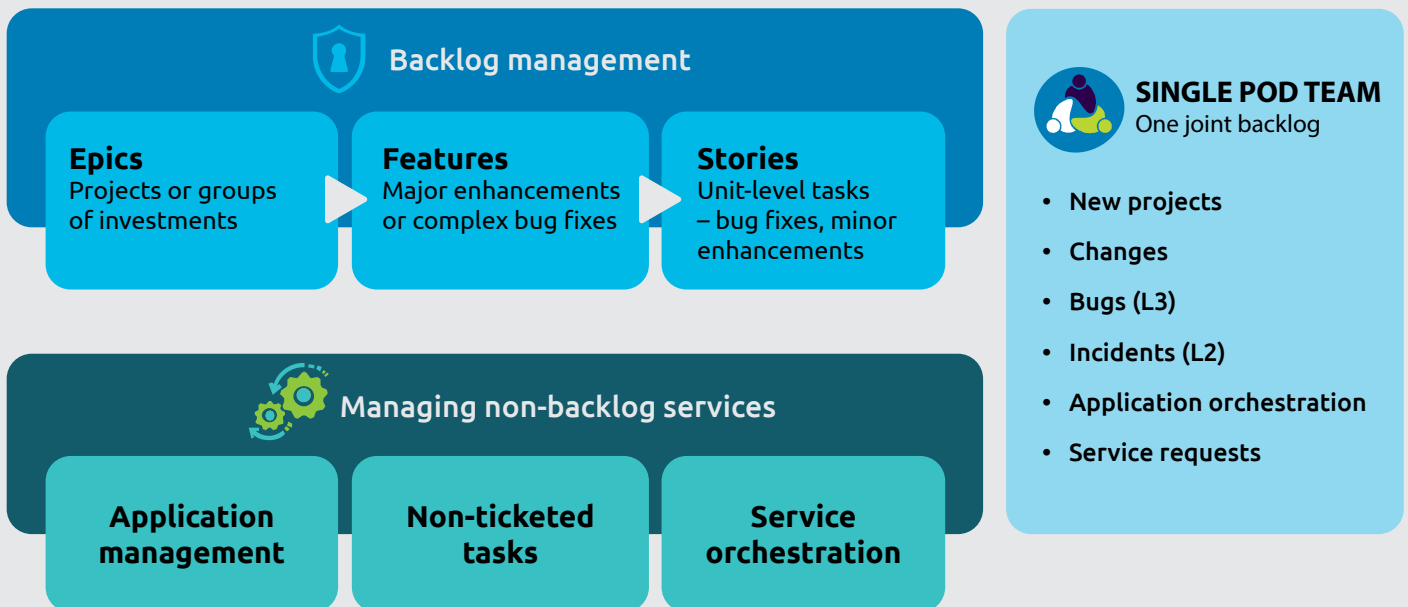 Backlog management
Epics
Projects or groups
of investments
Features
Major enhancements
or complex bug fixes
Stories
Unit-level tasks
– bug fixes, minor
enhancements
Managing non-backlog services
Application
management
Non-ticketed
tasks
Service
orchestration
SINGLE POD TEAM
One joint backlog
• New projects
• Changes
• Bugs (L3)
• Incidents (L2)
• Application orchestration
• Service requests